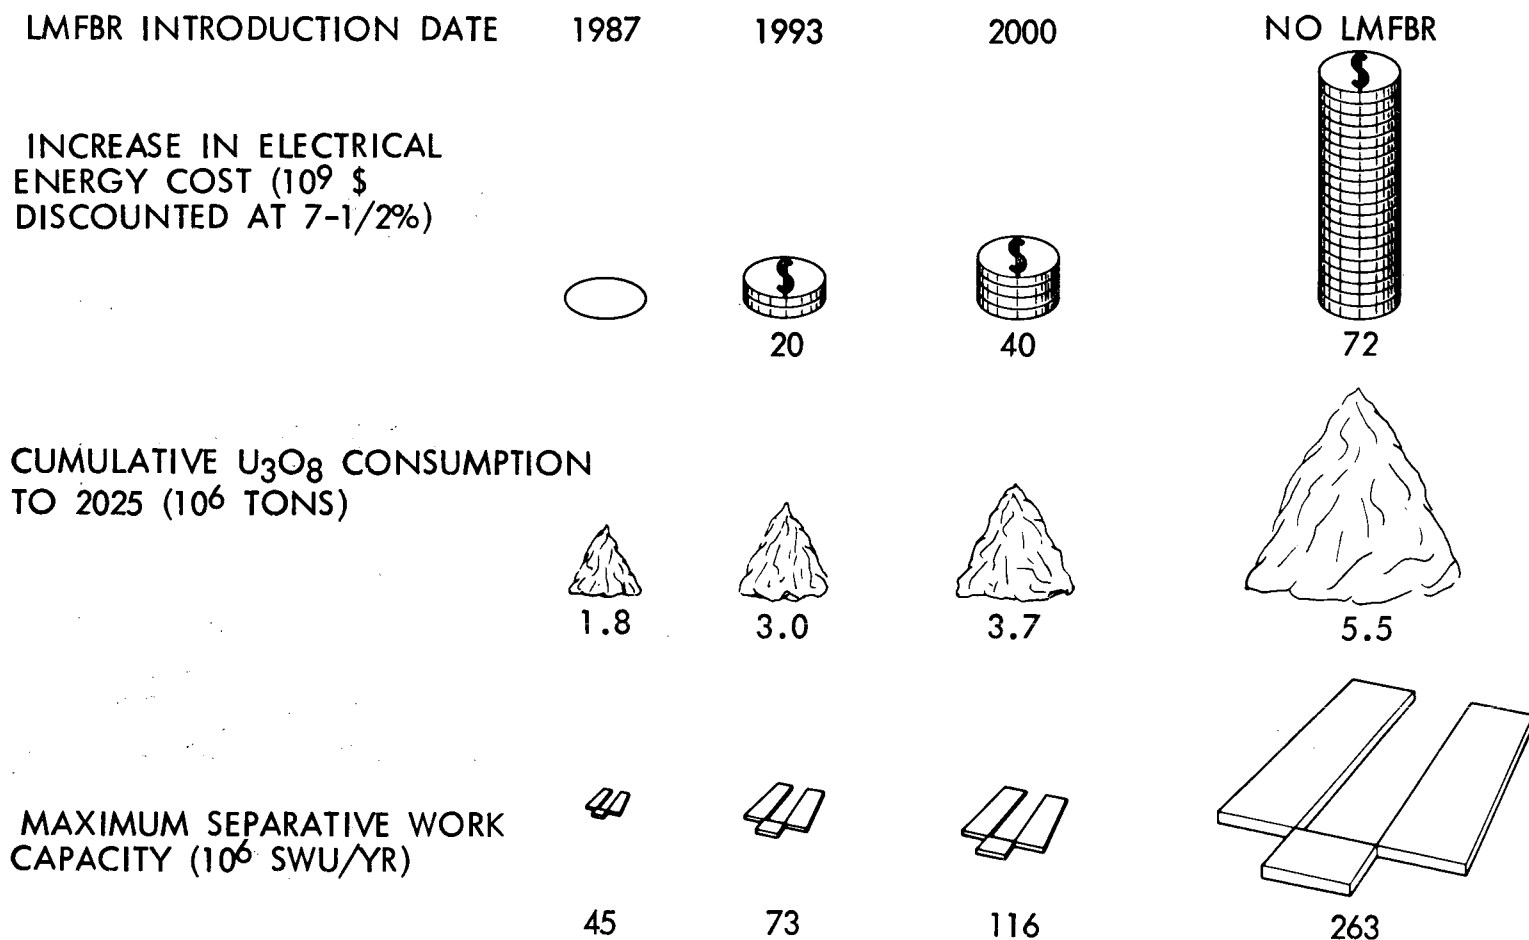 LMFBR INTRODUCTION DATE 1987 1993 2000 NO LMFBR
INCREASE IN ELECTRICAL
ENERGY COST (10⁹ $
DISCOUNTED AT 7-1/2%)
$ $ $
20 40 72
CUMULATIVE U₃O₈ CONSUMPTION
TO 2025 (10⁶ TONS)
1.8 3.0 3.7 5.5
MAXIMUM SEPARATIVE WORK
CAPACITY (10⁶ SWU/YR)
45 73 116 263